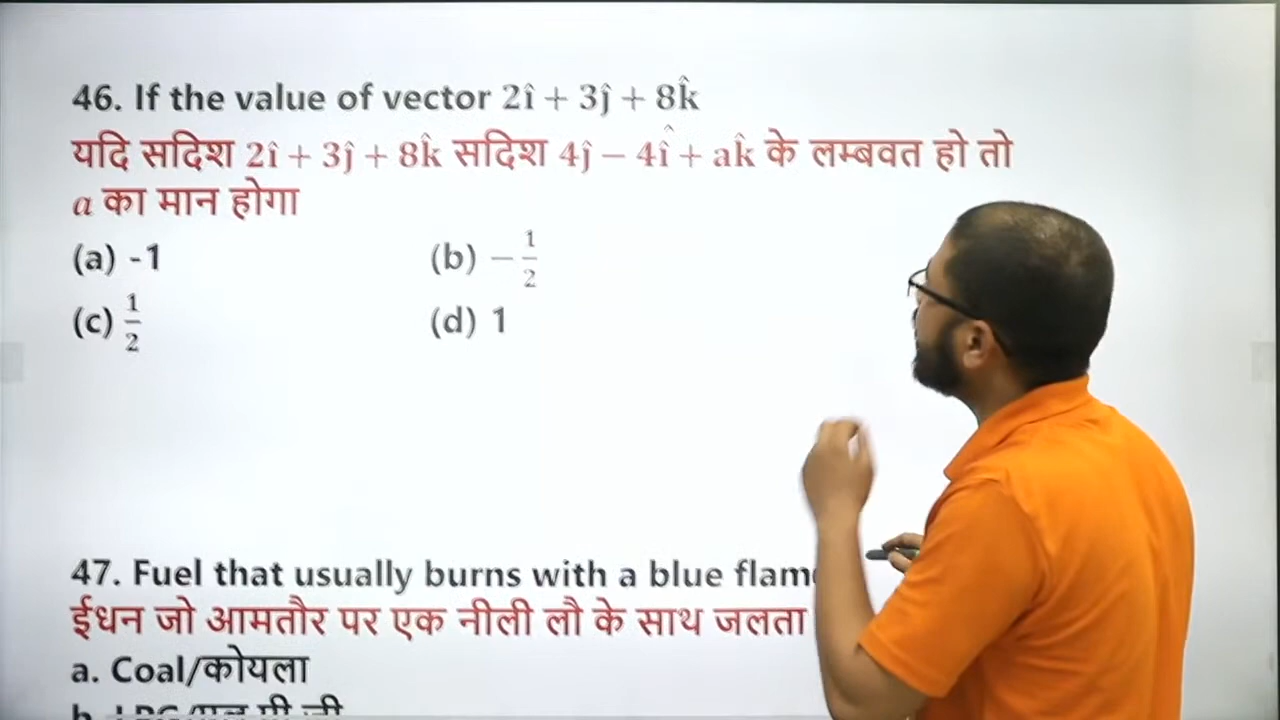 46. If the value of vector 2î + 3ĵ + 8k̂
यदि सदिश 2î + 3ĵ + 8k̂ सदिश 4ĵ − 4î + ak̂ के लम्बवत हो तो
a का मान होगा
(a) -1 (b) − 1/2
(c) 1/2 (d) 1
47. Fuel that usually burns with a blue
ईधन जो आमतौर पर एक नीली लौ के साथ जलता
a. Coal/कोयला